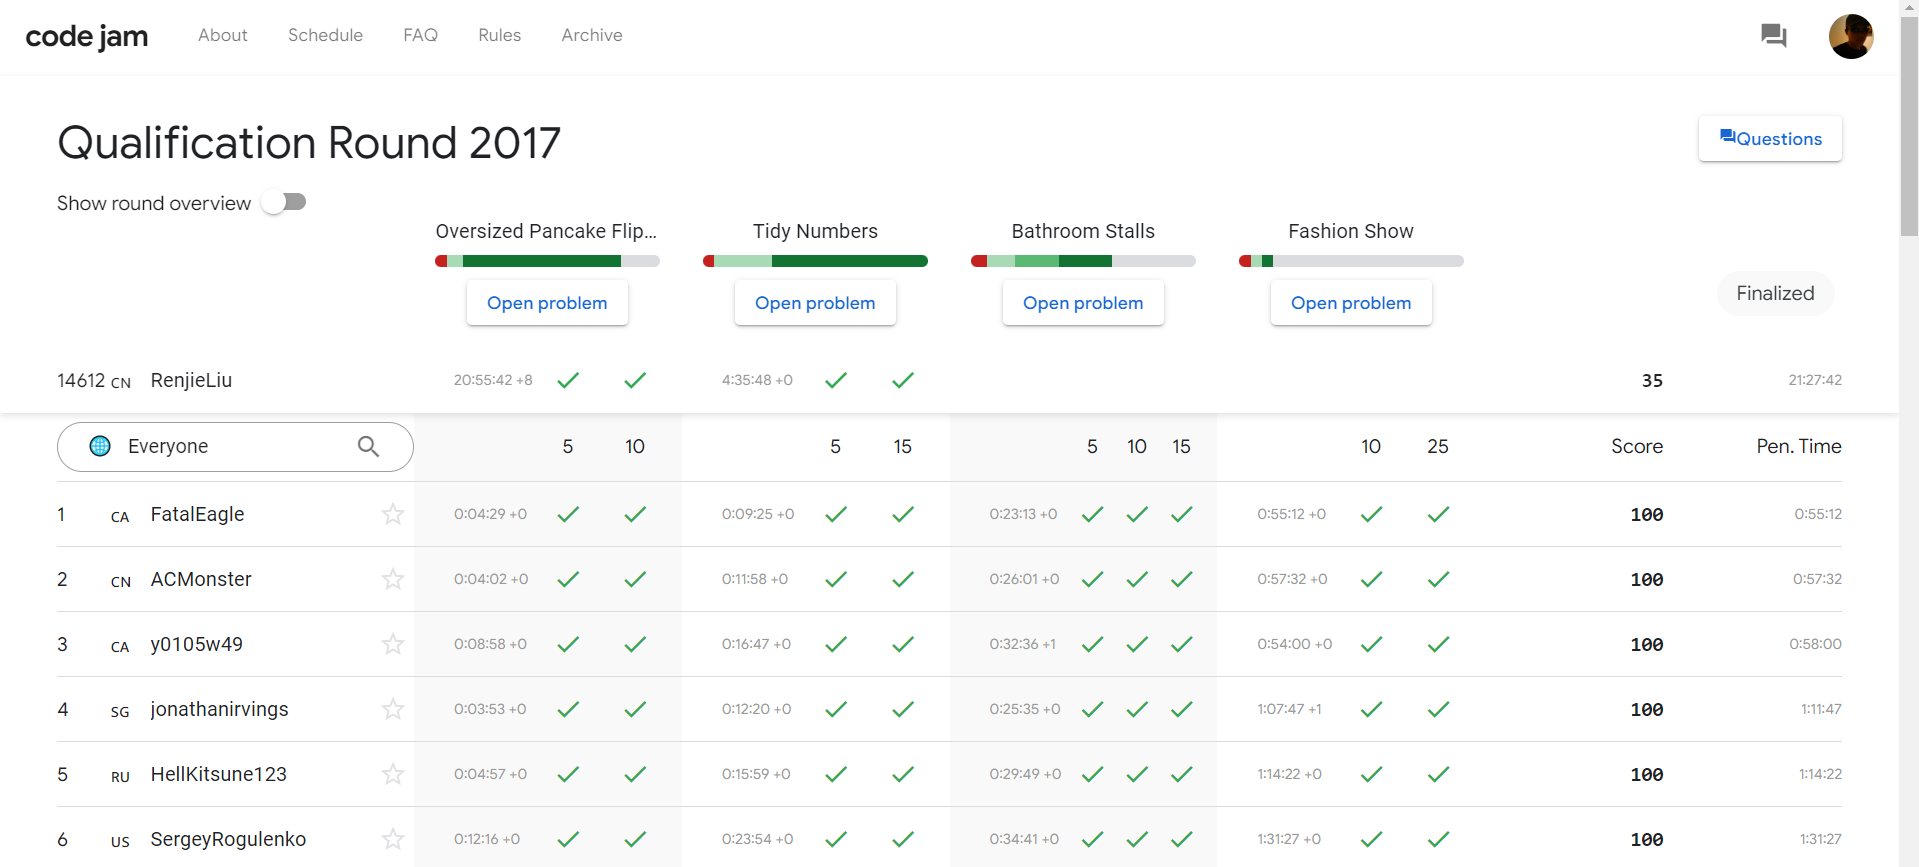 code jam About Schedule FAQ Rules Archive
Qualification Round 2017
Questions
Show round overview
Oversized Pancake Flip... Tidy Numbers Bathroom Stalls Fashion Show
Open problem Open problem Open problem Open problem
Finalized
14612 CN RenjieLiu 20:55:42 +8 4:35:48 +0 35 21:27:42
Everyone 5 10 5 15 5 10 15 10 25 Score Pen. Time
1 CA FatalEagle 0:04:29 +0 0:09:25 +0 0:23:13 +0 0:55:12 +0 100 0:55:12
2 CN ACMonster 0:04:02 +0 0:11:58 +0 0:26:01 +0 0:57:32 +0 100 0:57:32
3 CA y0105w49 0:08:58 +0 0:16:47 +0 0:32:36 +1 0:54:00 +0 100 0:58:00
4 SG jonathanirvings 0:03:53 +0 0:12:20 +0 0:25:35 +0 1:07:47 +1 100 1:11:47
5 RU HellKitsune123 0:04:57 +0 0:15:59 +0 0:29:49 +0 1:14:22 +0 100 1:14:22
6 US SergeyRogulenko 0:12:16 +0 0:23:54 +0 0:34:41 +0 1:31:27 +0 100 1:31:27